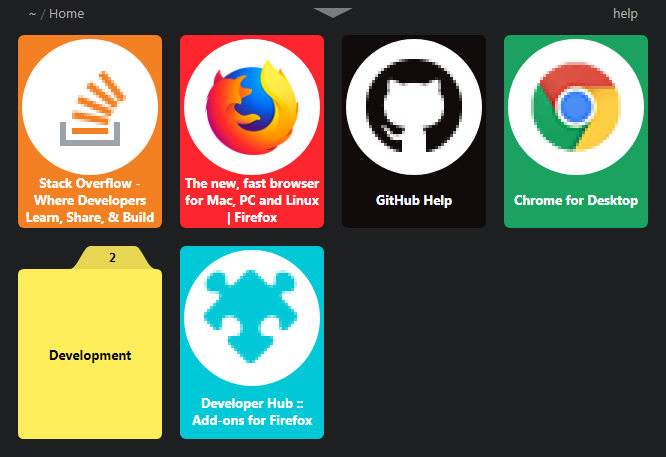 ~ / Home
help
Stack Overflow -
Where Developers
Learn, Share, & Build
The new, fast browser
for Mac, PC and Linux
| Firefox
GitHub Help
Chrome for Desktop
2
Development
Developer Hub ::
Add-ons for Firefox